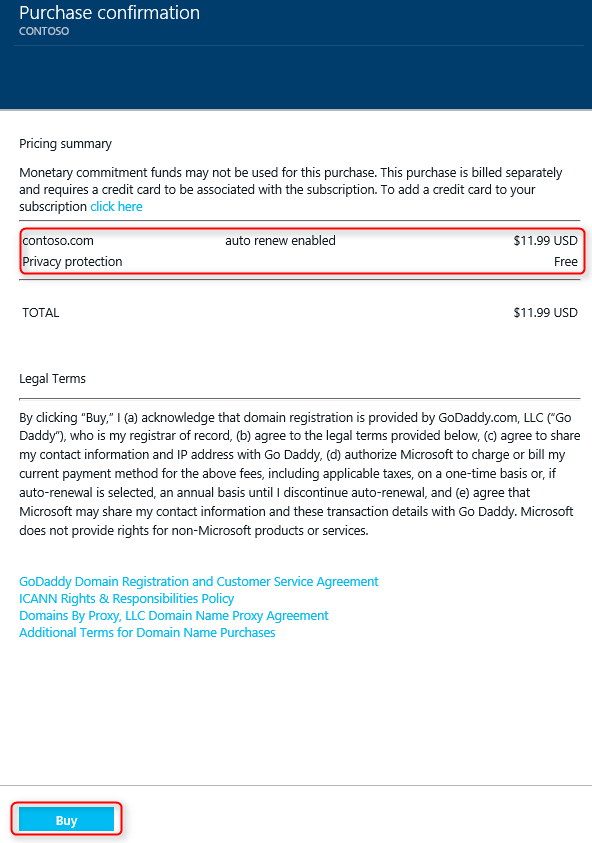 Purchase confirmation
CONTOSO
Pricing summary
Monetary commitment funds may not be used for this purchase. This purchase is billed separately
and requires a credit card to be associated with the subscription. To add a credit card to your
subscription click here
contoso.com auto renew enabled $11.99 USD
Privacy protection Free
TOTAL $11.99 USD
Legal Terms
By clicking “Buy,” I (a) acknowledge that domain registration is provided by GoDaddy.com, LLC (“Go
Daddy”), who is my registrar of record, (b) agree to the legal terms provided below, (c) agree to share
my contact information and IP address with Go Daddy, (d) authorize Microsoft to charge or bill my
current payment method for the above fees, including applicable taxes, on a one-time basis or, if
auto-renewal is selected, an annual basis until I discontinue auto-renewal, and (e) agree that
Microsoft may share my contact information and these transaction details with Go Daddy. Microsoft
does not provide rights for non-Microsoft products or services.
GoDaddy Domain Registration and Customer Service Agreement
ICANN Rights & Responsibilities Policy
Domains By Proxy, LLC Domain Name Proxy Agreement
Additional Terms for Domain Name Purchases
Buy